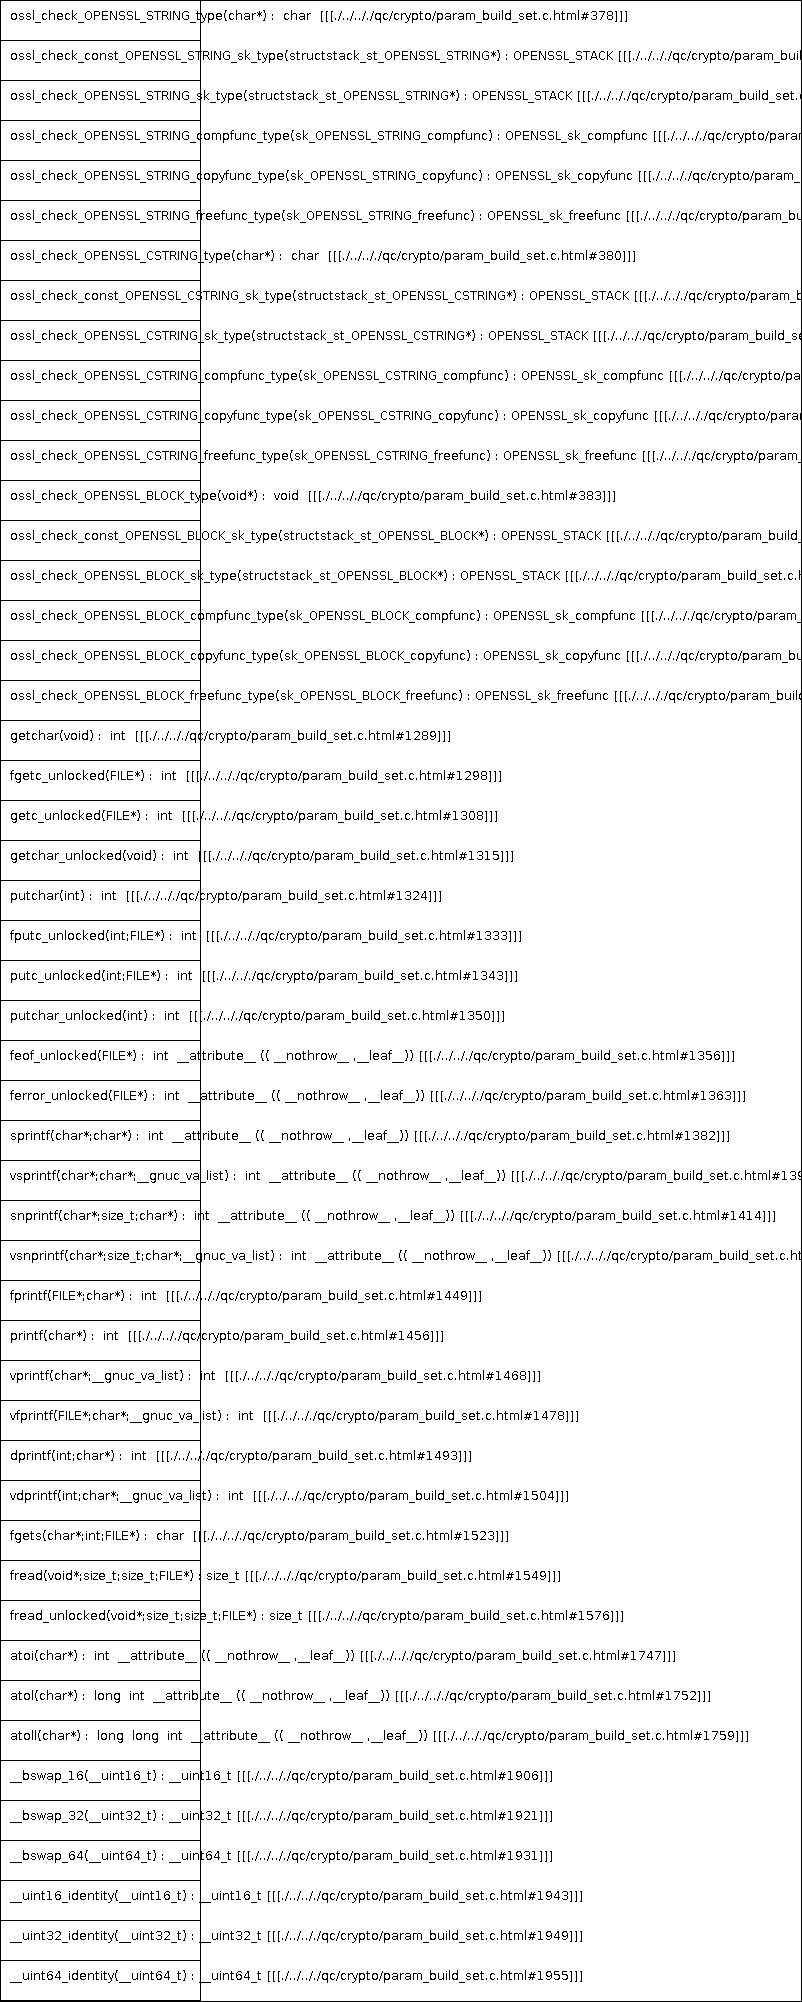 ossl_check_OPENSSL_STRING_type(char*) : char [[[./../../qc/crypto/param_build_set.c.html#378]]]
ossl_check_const_OPENSSL_STRING_sk_type(structstack_st_OPENSSL_STRING*) : OPENSSL_STACK [[[./../../qc/crypto/param_buil
ossl_check_OPENSSL_STRING_sk_type(structstack_st_OPENSSL_STRING*) : OPENSSL_STACK [[[./../.././qc/crypto/param_build_set.c
ossl_check_OPENSSL_STRING_compfunc_type(sk_OPENSSL_STRING_compfunc) : OPENSSL_sk_compfunc [[[./../.././qc/crypto/param
ossl_check_OPENSSL_STRING_copyfunc_type(sk_OPENSSL_STRING_copyfunc) : OPENSSL_sk_copyfunc [[[./../.././qc/crypto/param_
ossl_check_OPENSSL_STRING_freefunc_type(sk_OPENSSL_STRING_freefunc) : OPENSSL_sk_freefunc [[[./../.././qc/crypto/param_bu
ossl_check_OPENSSL_CSTRING_type(char*) : char [[[./../.././qc/crypto/param_build_set.c.html#380]]]
ossl_check_const_OPENSSL_CSTRING_sk_type(structstack_st_OPENSSL_CSTRING*) : OPENSSL_STACK [[[./../.././qc/crypto/param_b
ossl_check_OPENSSL_CSTRING_sk_type(structstack_st_OPENSSL_CSTRING*) : OPENSSL_STACK [[[./../.././qc/crypto/param_build_se
ossl_check_OPENSSL_CSTRING_compfunc_type(sk_OPENSSL_CSTRING_compfunc) : OPENSSL_sk_compfunc [[[./../.././qc/crypto/pa
ossl_check_OPENSSL_CSTRING_copyfunc_type(sk_OPENSSL_CSTRING_copyfunc) : OPENSSL_sk_copyfunc [[[./../.././qc/crypto/param
ossl_check_OPENSSL_CSTRING_freefunc_type(sk_OPENSSL_CSTRING_freefunc) : OPENSSL_sk_freefunc [[[./../.././qc/crypto/param_
ossl_check_OPENSSL_BLOCK_type(void*) : void [[[./../.././qc/crypto/param_build_set.c.html#383]]]
ossl_check_const_OPENSSL_BLOCK_sk_type(structstack_st_OPENSSL_BLOCK*) : OPENSSL_STACK [[[./../.././qc/crypto/param_build_
ossl_check_OPENSSL_BLOCK_sk_type(structstack_st_OPENSSL_BLOCK*) : OPENSSL_STACK [[[./../.././qc/crypto/param_build_set.c.h
ossl_check_OPENSSL_BLOCK_compfunc_type(sk_OPENSSL_BLOCK_compfunc) : OPENSSL_sk_compfunc [[[./../.././qc/crypto/param_
ossl_check_OPENSSL_BLOCK_copyfunc_type(sk_OPENSSL_BLOCK_copyfunc) : OPENSSL_sk_copyfunc [[[./../.././qc/crypto/param_bu
ossl_check_OPENSSL_BLOCK_freefunc_type(sk_OPENSSL_BLOCK_freefunc) : OPENSSL_sk_freefunc [[[./../.././qc/crypto/param_build
getchar(void) : int [[[./../.././qc/crypto/param_build_set.c.html#1289]]]
fgetc_unlocked(FILE*) : int [[[./../.././qc/crypto/param_build_set.c.html#1298]]]
getc_unlocked(FILE*) : int [[[./../.././qc/crypto/param_build_set.c.html#1308]]]
getchar_unlocked(void) : int [[[./../.././qc/crypto/param_build_set.c.html#1315]]]
putchar(int) : int [[[./../.././qc/crypto/param_build_set.c.html#1324]]]
fputc_unlocked(int;FILE*) : int [[[./../.././qc/crypto/param_build_set.c.html#1333]]]
putc_unlocked(int;FILE*) : int [[[./../.././qc/crypto/param_build_set.c.html#1343]]]
putchar_unlocked(int) : int [[[./../.././qc/crypto/param_build_set.c.html#1350]]]
feof_unlocked(FILE*) : int __attribute__ (( __nothrow__ ,__leaf__)) [[[./../.././qc/crypto/param_build_set.c.html#1356]]]
ferror_unlocked(FILE*) : int __attribute__ (( __nothrow__ ,__leaf__)) [[[./../.././qc/crypto/param_build_set.c.html#1363]]]
sprintf(char*;char*) : int __attribute__ (( __nothrow__ ,__leaf__)) [[[./../.././qc/crypto/param_build_set.c.html#1382]]]
vsprintf(char*;char*;__gnuc_va_list) : int __attribute__ (( __nothrow__ ,__leaf__)) [[[./../.././qc/crypto/param_build_set.c.html#139
snprintf(char*;size_t;char*) : int __attribute__ (( __nothrow__ ,__leaf__)) [[[./../.././qc/crypto/param_build_set.c.html#1414]]]
vsnprintf(char*;size_t;char*;__gnuc_va_list) : int __attribute__ (( __nothrow__ ,__leaf__)) [[[./../.././qc/crypto/param_build_set.c.ht
fprintf(FILE*;char*) : int [[[./../.././qc/crypto/param_build_set.c.html#1449]]]
printf(char*) : int [[[./../.././qc/crypto/param_build_set.c.html#1456]]]
vprintf(char*;__gnuc_va_list) : int [[[./../.././qc/crypto/param_build_set.c.html#1468]]]
vfprintf(FILE*;char*;__gnuc_va_list) : int [[[./../.././qc/crypto/param_build_set.c.html#1478]]]
dprintf(int;char*) : int [[[./../.././qc/crypto/param_build_set.c.html#1493]]]
vdprintf(int;char*;__gnuc_va_list) : int [[[./../.././qc/crypto/param_build_set.c.html#1504]]]
fgets(char*;int;FILE*) : char [[[./../.././qc/crypto/param_build_set.c.html#1523]]]
fread(void*;size_t;size_t;FILE*) : size_t [[[./../.././qc/crypto/param_build_set.c.html#1549]]]
fread_unlocked(void*;size_t;size_t;FILE*) : size_t [[[./../.././qc/crypto/param_build_set.c.html#1576]]]
atoi(char*) : int __attribute__ (( __nothrow__ ,__leaf__)) [[[./../.././qc/crypto/param_build_set.c.html#1747]]]
atol(char*) : long int __attribute__ (( __nothrow__ ,__leaf__)) [[[./../.././qc/crypto/param_build_set.c.html#1752]]]
atoll(char*) : long long int __attribute__ (( __nothrow__ ,__leaf__)) [[[./../.././qc/crypto/param_build_set.c.html#1759]]]
__bswap_16(__uint16_t) : __uint16_t [[[./../.././qc/crypto/param_build_set.c.html#1906]]]
__bswap_32(__uint32_t) : __uint32_t [[[./../.././qc/crypto/param_build_set.c.html#1921]]]
__bswap_64(__uint64_t) : __uint64_t [[[./../.././qc/crypto/param_build_set.c.html#1931]]]
__uint16_identity(__uint16_t) : __uint16_t [[[./../.././qc/crypto/param_build_set.c.html#1943]]]
__uint32_identity(__uint32_t) : __uint32_t [[[./../.././qc/crypto/param_build_set.c.html#1949]]]
__uint64_identity(__uint64_t) : __uint64_t [[[./../.././qc/crypto/param_build_set.c.html#1955]]]